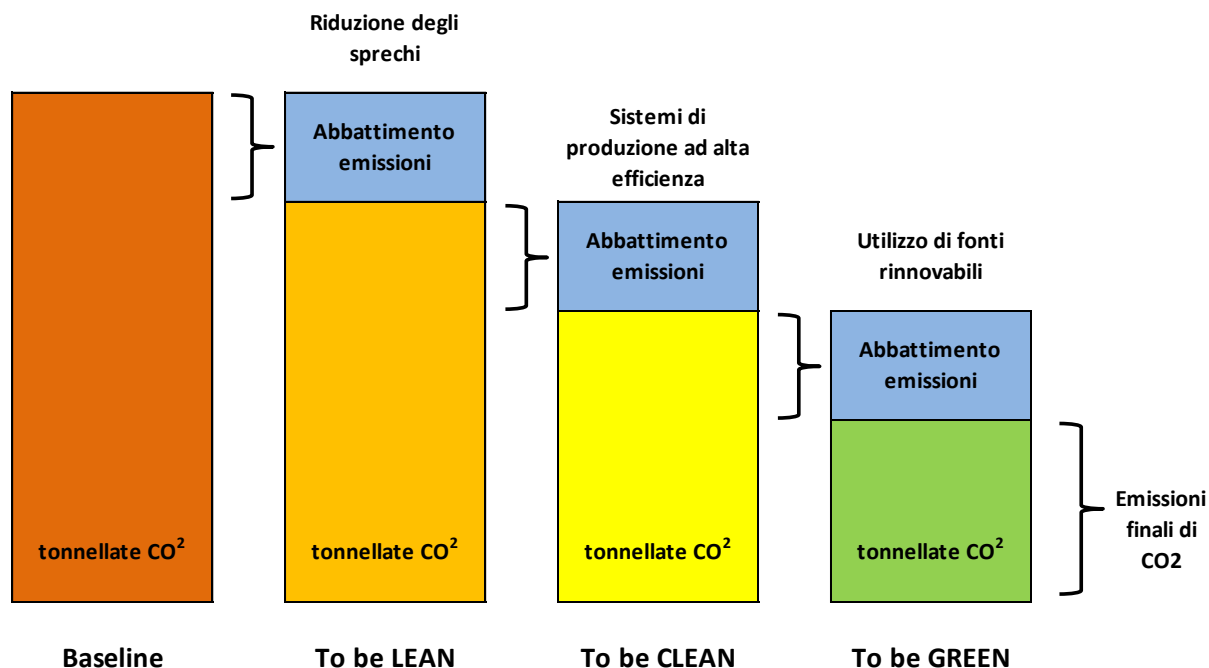 Riduzione degli
sprechi
Abbattimento
emissioni
Sistemi di
produzione ad alta
efficienza
Abbattimento
emissioni
Utilizzo di fonti
rinnovabili
Abbattimento
emissioni
tonnellate CO²
tonnellate CO²
tonnellate CO²
tonnellate CO²
Emissioni
finali di
CO2
Baseline
To be LEAN
To be CLEAN
To be GREEN